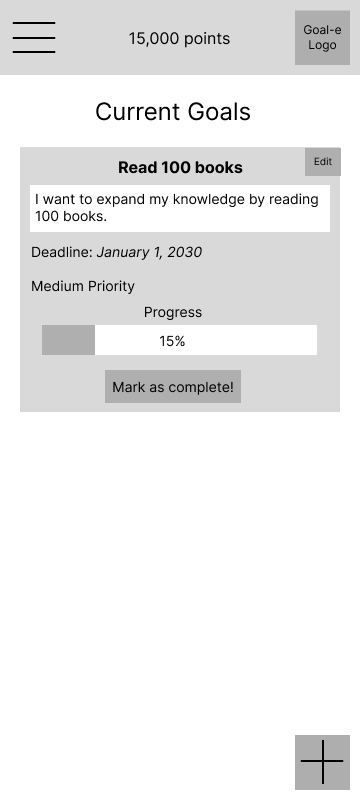 15,000 points
Goal-e
Logo
Current Goals
Edit
Read 100 books
I want to expand my knowledge by reading
100 books.
Deadline: January 1, 2030
Medium Priority
Progress
15%
Mark as complete!